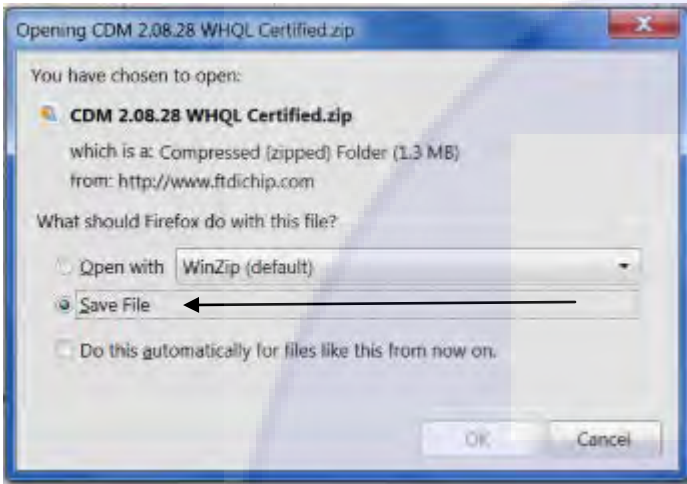 Opening CDM 2.08.28 WHQL Certified.zip
You have chosen to open:
CDM 2.08.28 WHQL Certified.zip
which is a: Compressed (zipped) Folder (1.3 MB)
from: http://www.ftdichip.com
What should Firefox do with this file?
Open with WinZip (default)
Save File
Do this automatically for files like this from now on.
OK Cancel